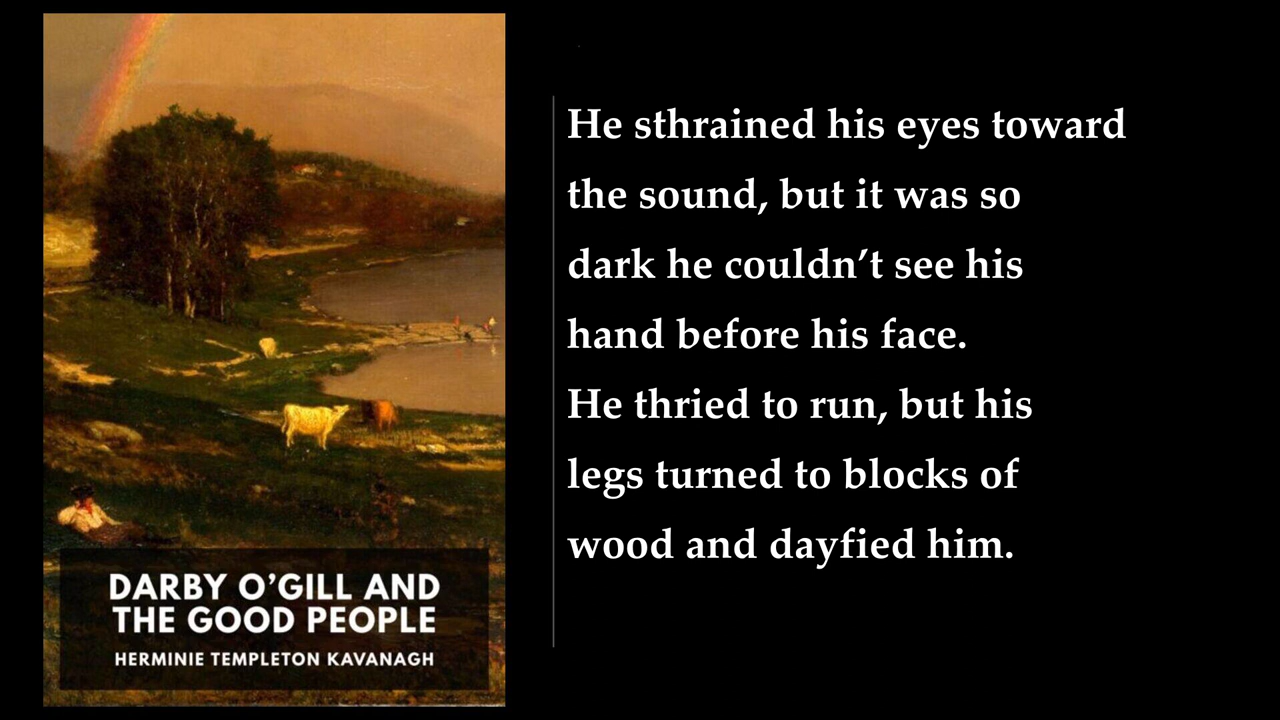 He sthrained his eyes toward
the sound, but it was so
dark he couldn’t see his
hand before his face.
He thried to run, but his
legs turned to blocks of
wood and dayfied him.
DARBY O’GILL AND
THE GOOD PEOPLE
HERMINIE TEMPLETON KAVANAGH